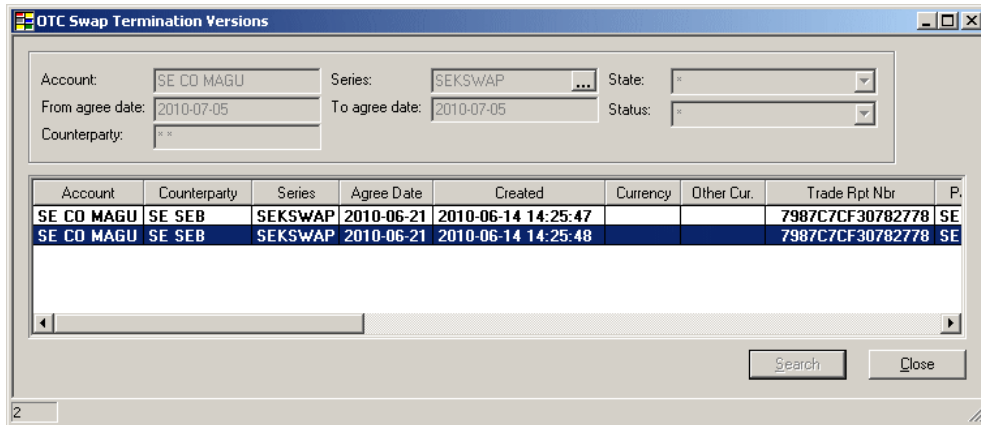 OTC Swap Termination Versions
Account: SE CO MAGU Series: SEKSWAP ... State: *
From agree date: 2010-07-05 To agree date: 2010-07-05 Status: *
Counterparty: * *
Account Counterparty Series Agree Date Created Currency Other Cur. Trade Rpt Nbr
SE CO MAGU SE SEB SEKSWAP 2010-06-21 2010-06-14 14:25:47 7987C7CF30782778 SE
SE CO MAGU SE SEB SEKSWAP 2010-06-21 2010-06-14 14:25:48 7987C7CF30782778 SE
Search Close
2